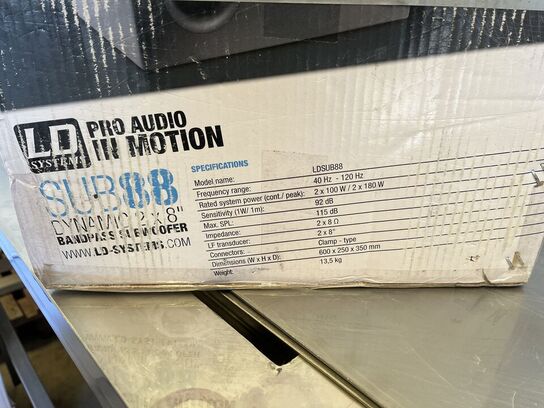 LD
SYSTEMS
PRO AUDIO
IN MOTION
SUB88
DYNAMIC 2 x 8"
BANDPASS SUBWOOFER
WWW.LD-SYSTEMS.COM
SPECIFICATIONS
Model name: LDSUB88
Frequency range: 40 Hz - 120 Hz
Rated system power (cont./ peak): 2 x 100 W / 2 x 180 W
Sensitivity (1W/ 1m): 92 dB
Max. SPL: 115 dB
Impedance: 2 x 8 Ω
LF transducer: 2 x 8"
Connectors: Clamp - type
Dimensions (W x H x D): 600 x 250 x 350 mm
Weight: 13,5 kg